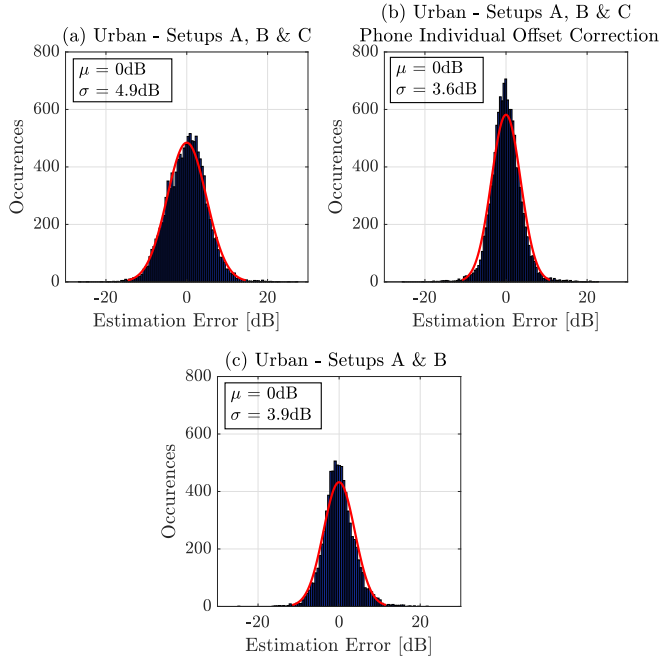 (a) Urban - Setups A, B & C
μ = 0dB
σ = 4.9dB
800
600
400
200
0
Occurences
-20
0
20
Estimation Error [dB]
(b) Urban - Setups A, B & C
Phone Individual Offset Correction
μ = 0dB
σ = 3.6dB
800
600
400
200
0
Occurences
-20
0
20
Estimation Error [dB]
(c) Urban - Setups A & B
μ = 0dB
σ = 3.9dB
800
600
400
200
0
Occurences
-20
0
20
Estimation Error [dB]